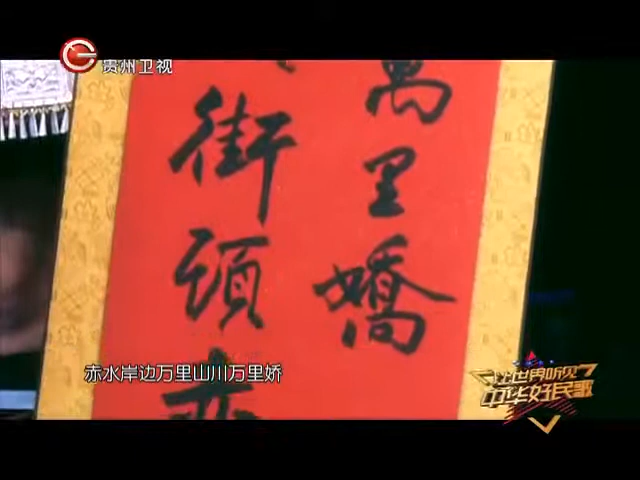 贵州卫视
萬里嬌
街頭
赤水岸边万里山川万里娇
让世界听见
中华好民歌